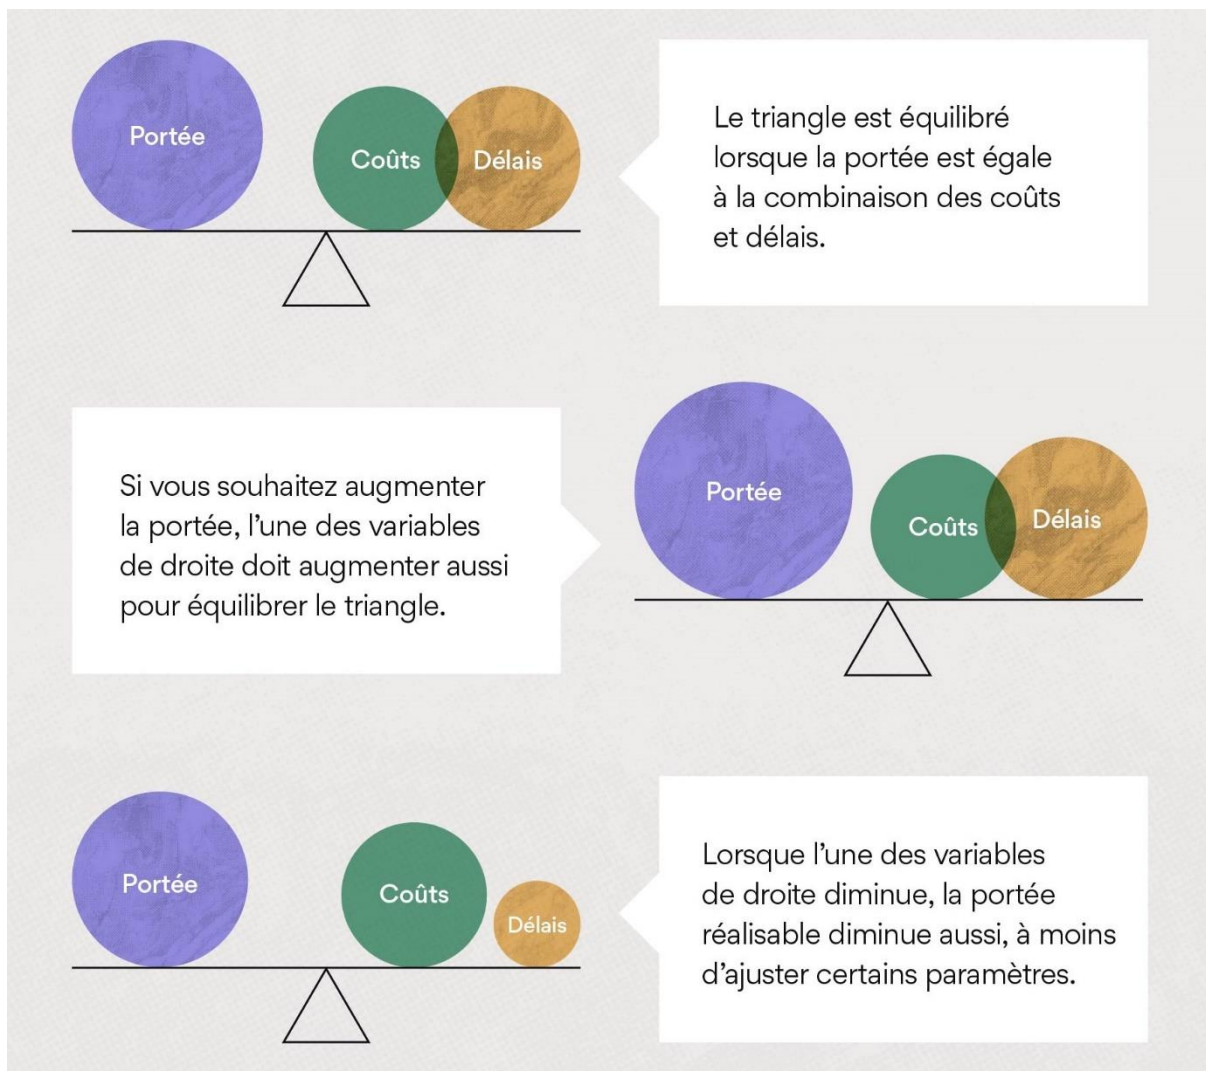 Portée
Coûts
Délais
Le triangle est équilibré
lorsque la portée est égale
à la combinaison des coûts
et délais.
Si vous souhaitez augmenter
la portée, l’une des variables
de droite doit augmenter aussi
pour équilibrer le triangle.
Portée
Coûts
Délais
Portée
Coûts
Délais
Lorsque l’une des variables
de droite diminue, la portée
réalisable diminue aussi, à moins
d’ajuster certains paramètres.